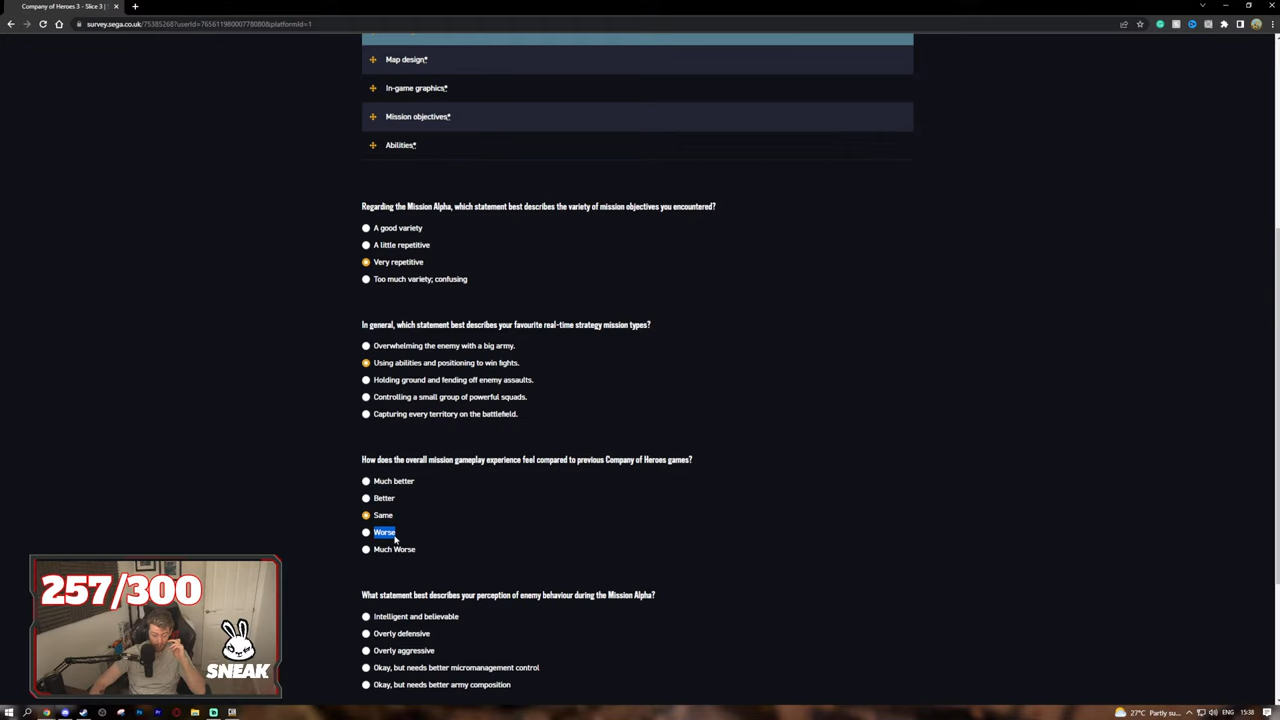 Company of Heroes 3 - Slice 3 |
survey.sega.co.uk/75385268?userId=76561198000778080&platformId=1
Map design*
In-game graphics*
Mission objectives*
Abilities*
Regarding the Mission Alpha, which statement best describes the variety of mission objectives you encountered?
A good variety
A little repetitive
Very repetitive
Too much variety; confusing
In general, which statement best describes your favourite real-time strategy mission types?
Overwhelming the enemy with a big army.
Using abilities and positioning to win fights.
Holding ground and fending off enemy assaults.
Controlling a small group of powerful squads.
Capturing every territory on the battlefield.
How does the overall mission gameplay experience feel compared to previous Company of Heroes games?
Much better
Better
Same
Worse
Much Worse
What statement best describes your perception of enemy behaviour during the Mission Alpha?
Intelligent and believable
Overly defensive
Overly aggressive
Okay, but needs better micromanagement control
Okay, but needs better army composition
257/300
SNEAK
27°C Partly su...
ENG
15:38